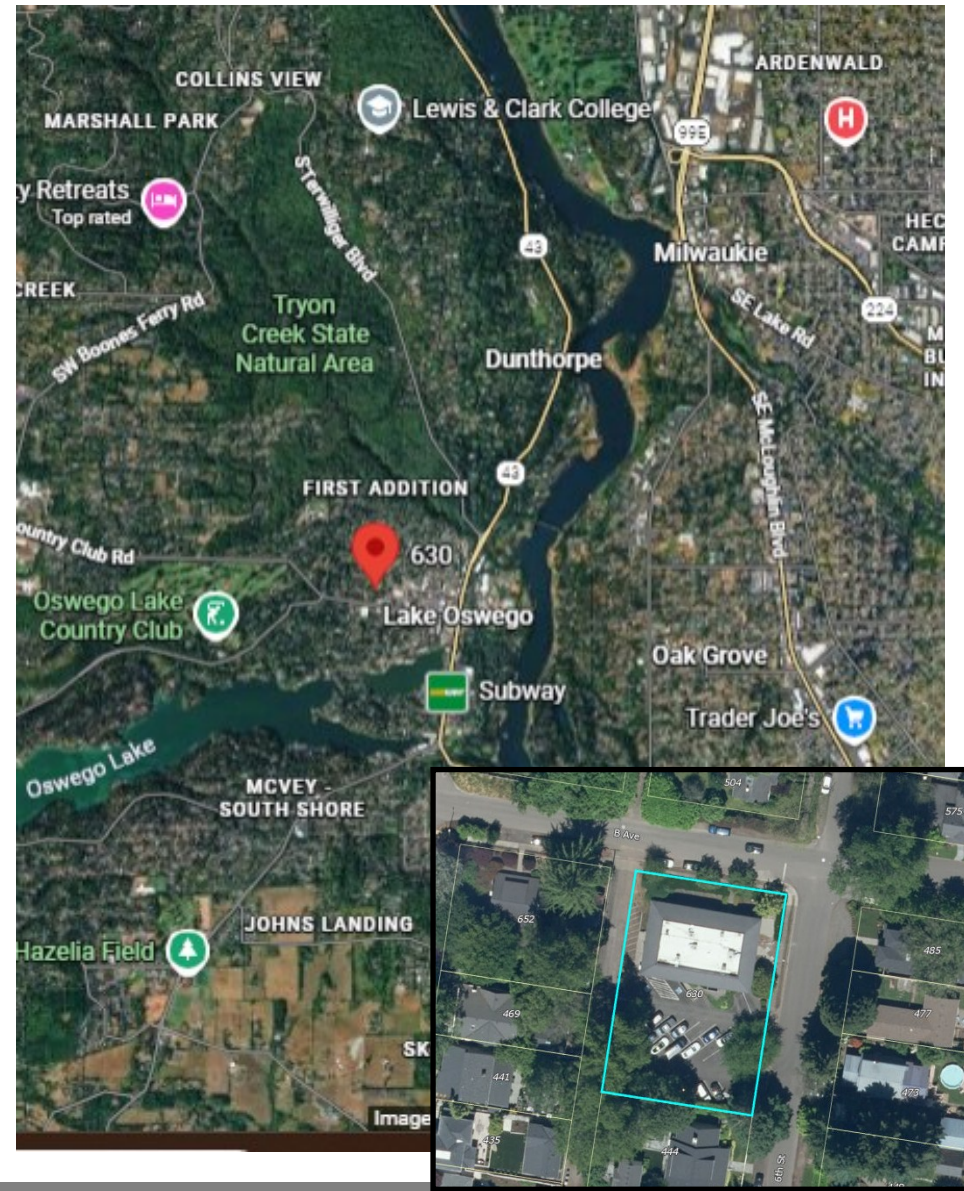 COLLINS VIEW
ARDENWALD
Lewis & Clark College
H
MARSHALL PARK
99E
y Retreats
Top rated
S Terwilliger Blvd
HEC
CAMP
43
Milwaukie
CREEK
SW Boones Ferry Rd
Tryon
Creek State
Natural Area
SE Lake Rd
224
M
BU
IN
Dunthorpe
SE McLoughlin Blvd
43
FIRST ADDITION
ountry Club Rd
630
Oswego Lake
Country Club
Lake Oswego
Oak Grove
Subway
Trader Joe's
Oswego Lake
MCVEY -
SOUTH SHORE
JOHNS LANDING
Hazelia Field
SK
Image
504
575
B Ave
652
485
630
469
477
441
473
435
444
6th St